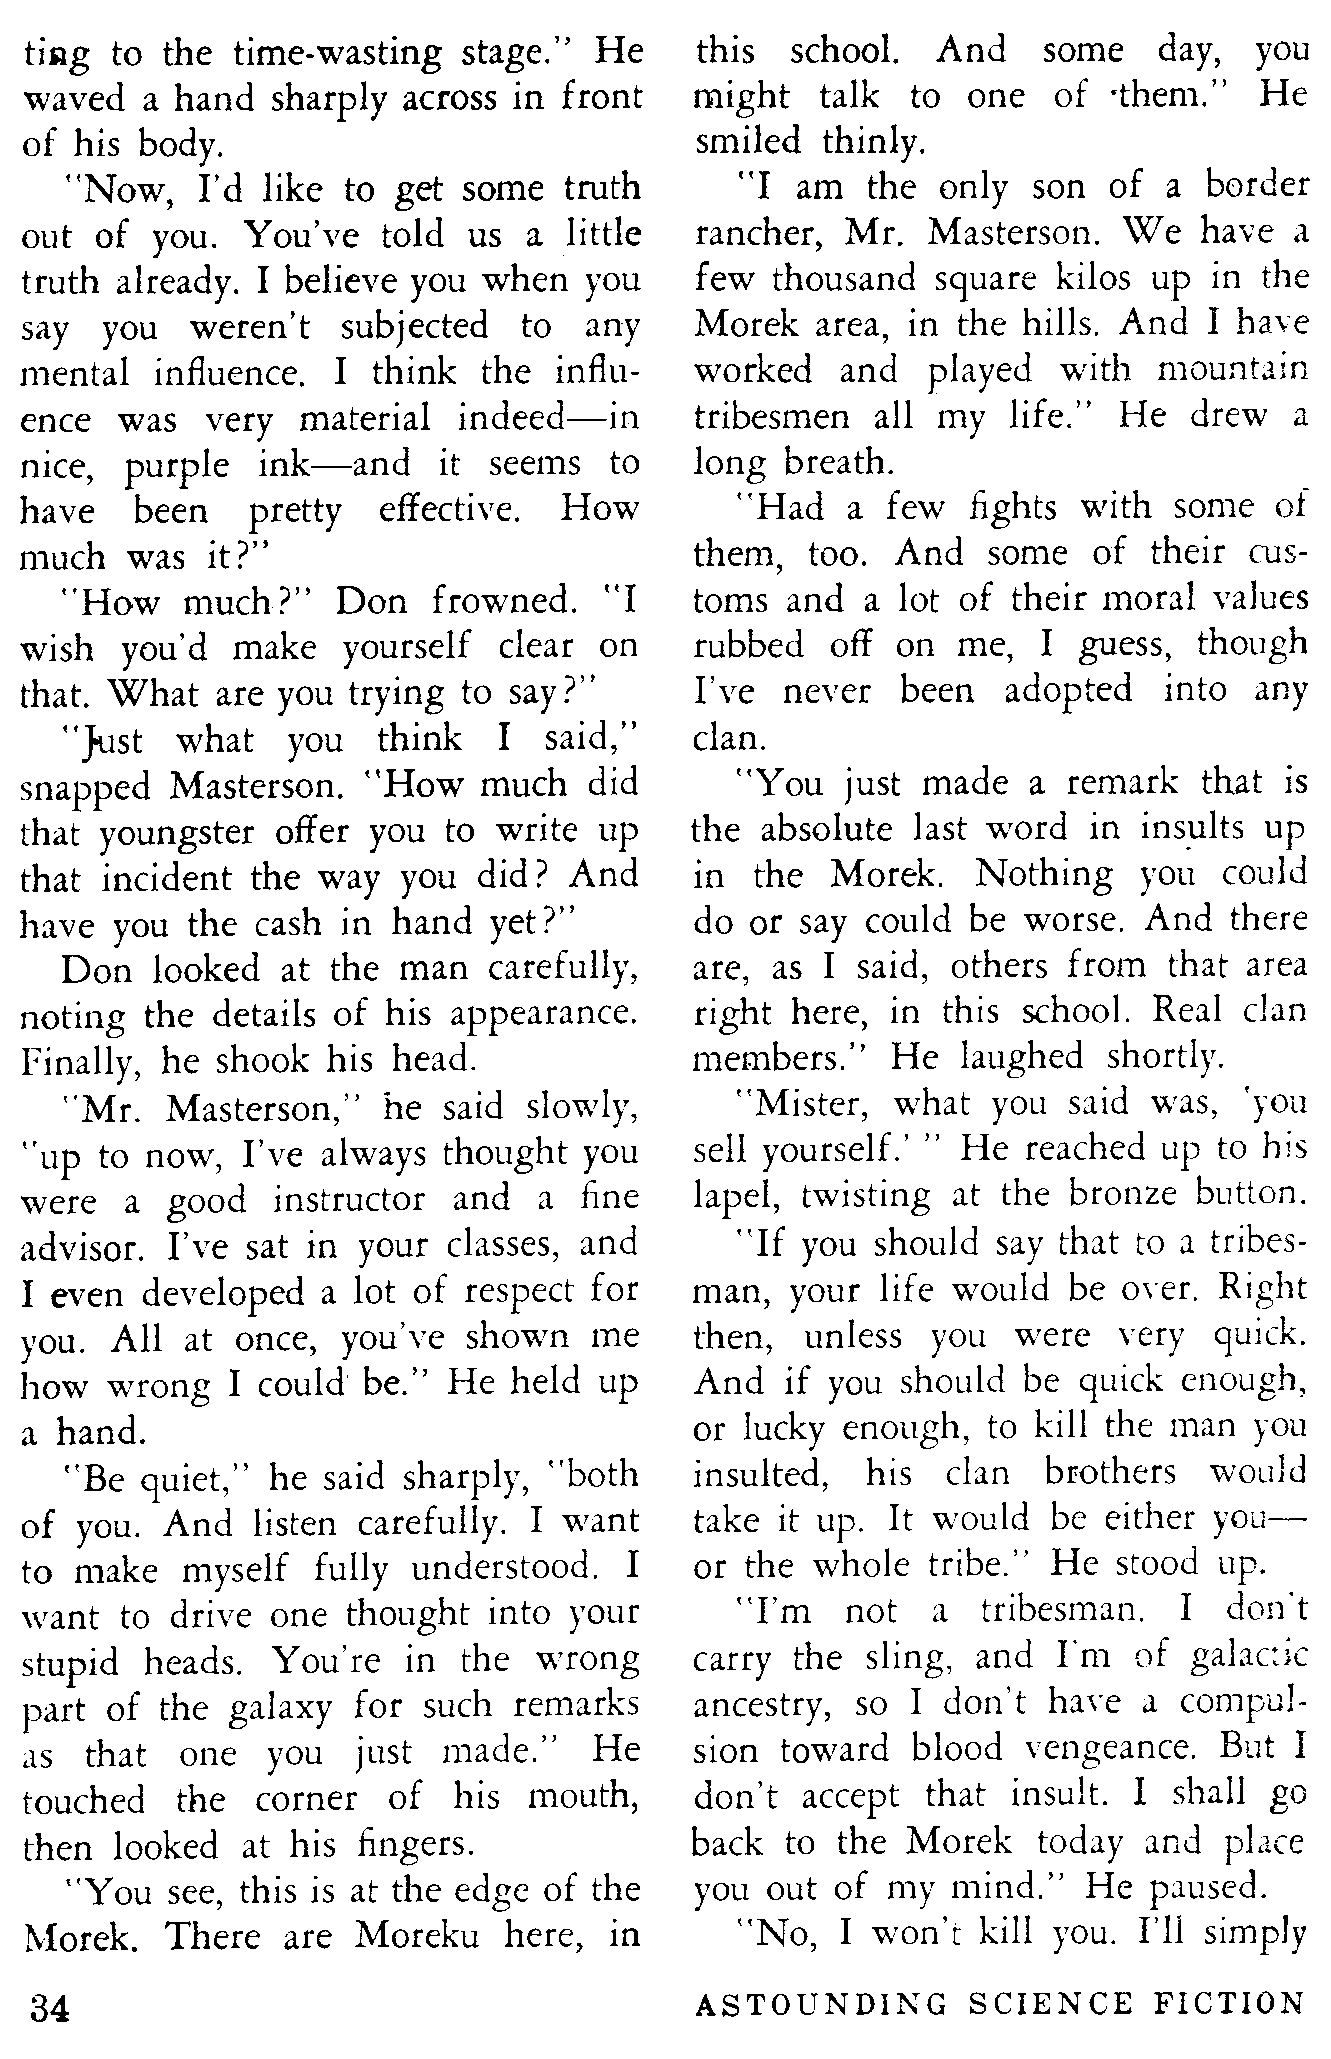 ting to the time-wasting stage." He
waved a hand sharply across in front
of his body.
"Now, I'd like to get some truth
out of you. You've told us a little
truth already. I believe you when you
say you weren't subjected to any
mental influence. I think the influ-
ence was very material indeed—in
nice, purple ink—and it seems to
have been pretty effective. How
much was it?"
"How much?" Don frowned. "I
wish you'd make yourself clear on
that. What are you trying to say?"
"Just what you think I said,"
snapped Masterson. "How much did
that youngster offer you to write up
that incident the way you did? And
have you the cash in hand yet?"
Don looked at the man carefully,
noting the details of his appearance.
Finally, he shook his head.
"Mr. Masterson," he said slowly,
"up to now, I've always thought you
were a good instructor and a fine
advisor. I've sat in your classes, and
I even developed a lot of respect for
you. All at once, you've shown me
how wrong I could be." He held up
a hand.
"Be quiet," he said sharply, "both
of you. And listen carefully. I want
to make myself fully understood. I
want to drive one thought into your
stupid heads. You're in the wrong
part of the galaxy for such remarks
as that one you just made." He
touched the corner of his mouth,
then looked at his fingers.
"You see, this is at the edge of the
Morek. There are Moreku here, in
this school. And some day, you
might talk to one of them." He
smiled thinly.
"I am the only son of a border
rancher, Mr. Masterson. We have a
few thousand square kilos up in the
Morek area, in the hills. And I have
worked and played with mountain
tribesmen all my life." He drew a
long breath.
"Had a few fights with some of
them, too. And some of their cus-
toms and a lot of their moral values
rubbed off on me, I guess, though
I've never been adopted into any
clan.
"You just made a remark that is
the absolute last word in insults up
in the Morek. Nothing you could
do or say could be worse. And there
are, as I said, others from that area
right here, in this school. Real clan
members." He laughed shortly.
"Mister, what you said was, 'you
sell yourself.' " He reached up to his
lapel, twisting at the bronze button.
"If you should say that to a tribes-
man, your life would be over. Right
then, unless you were very quick.
And if you should be quick enough,
or lucky enough, to kill the man you
insulted, his clan brothers would
take it up. It would be either you—
or the whole tribe." He stood up.
"I'm not a tribesman. I don't
carry the sling, and I'm of galactic
ancestry, so I don't have a compul-
sion toward blood vengeance. But I
don't accept that insult. I shall go
back to the Morek today and place
you out of my mind." He paused.
"No, I won't kill you. I'll simply
34
ASTOUNDING SCIENCE FICTION